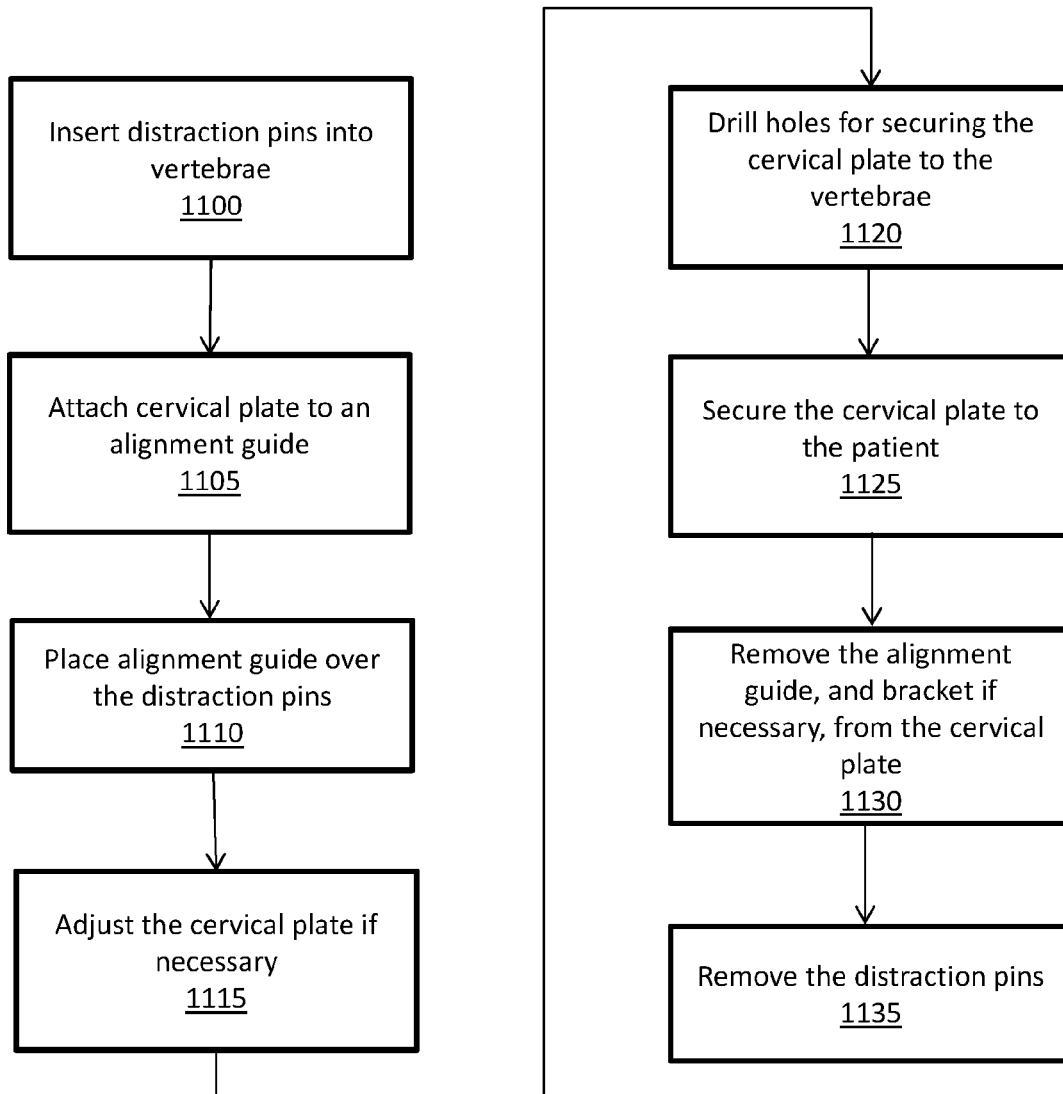 Insert distraction pins into
vertebrae
1100
Attach cervical plate to an
alignment guide
1105
Place alignment guide over
the distraction pins
1110
Adjust the cervical plate if
necessary
1115
Drill holes for securing the
cervical plate to the
vertebrae
1120
Secure the cervical plate to
the patient
1125
Remove the alignment
guide, and bracket if
necessary, from the cervical
plate
1130
Remove the distraction pins
1135